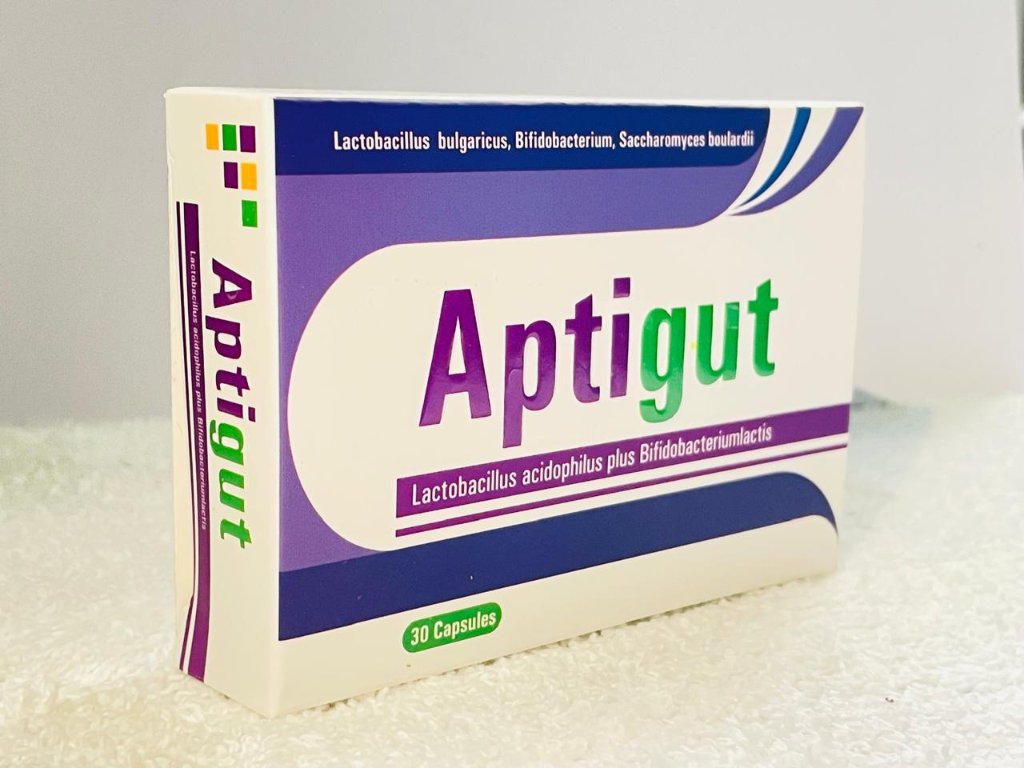 Lactobacillus bulgaricus, Bifidobacterium, Saccharomyces boulardii
Aptigut
Lactobacillus acidophilus plus Bifidobacteriumlactis
30 Capsules
Aptigut
Lactobacillus acidophilus plus Bifidobacteriumlactis